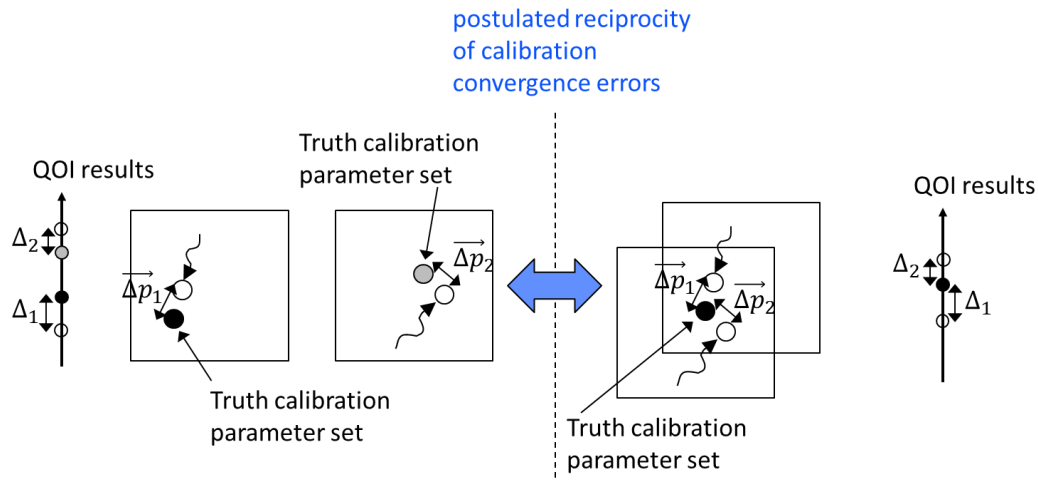 postulated reciprocity
of calibration
convergence errors
Truth calibration
parameter set
QOI results
QOI results
Δ₂
Δp₁
Δp₂
Δ₁
Δp₁
Δp₂
Δ₂
Δ₁
Truth calibration
parameter set
Truth calibration
parameter set